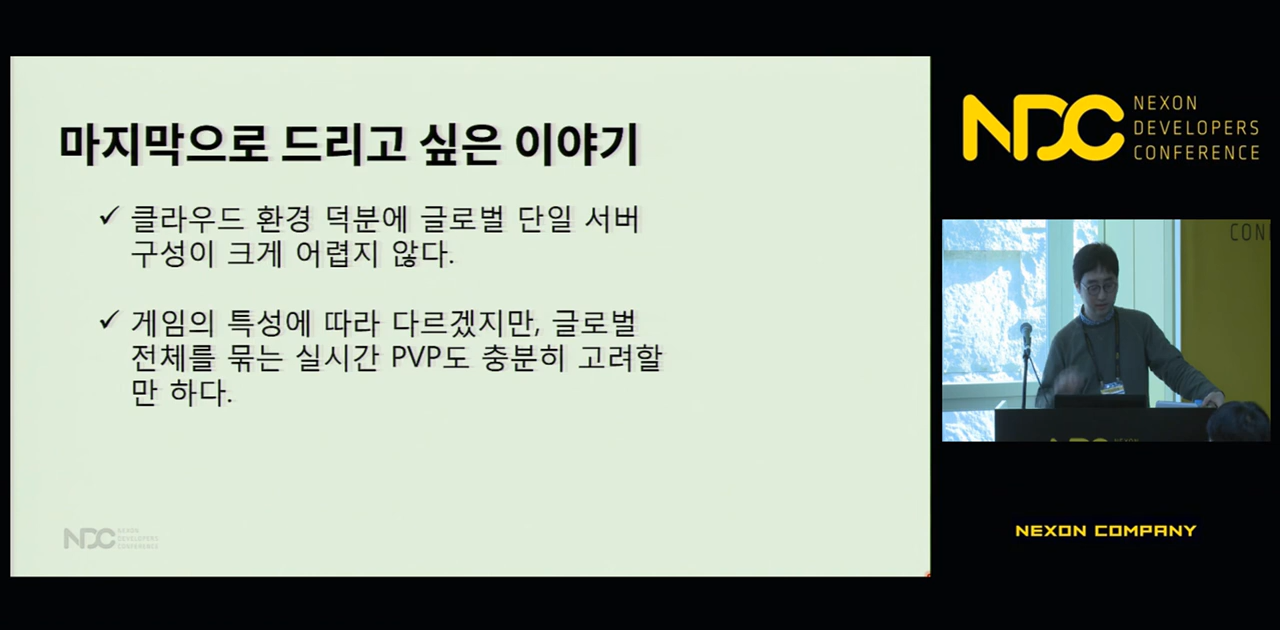 마지막으로 드리고 싶은 이야기
✓ 클라우드 환경 덕분에 글로벌 단일 서버
구성이 크게 어렵지 않다.
✓ 게임의 특성에 따라 다르겠지만, 글로벌
전체를 묶는 실시간 PVP도 충분히 고려할
만 하다.
NDC NEXON
DEVELOPERS
CONFERENCE
NDC NEXON
DEVELOPERS
CONFERENCE
CON
NDC NEXON
NEXON COMPANY